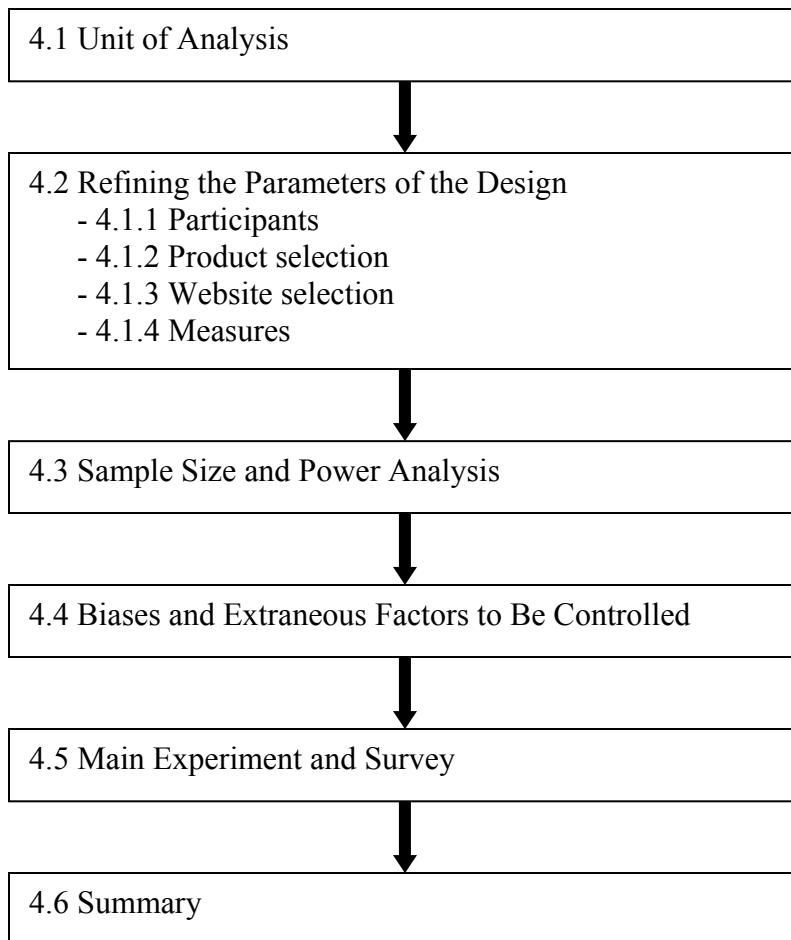 4.1 Unit of Analysis
4.2 Refining the Parameters of the Design
- 4.1.1 Participants
- 4.1.2 Product selection
- 4.1.3 Website selection
- 4.1.4 Measures
4.3 Sample Size and Power Analysis
4.4 Biases and Extraneous Factors to Be Controlled
4.5 Main Experiment and Survey
4.6 Summary